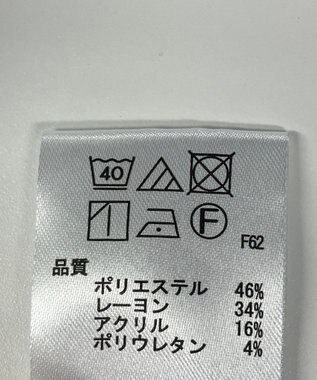 40
F
F62
品質
ポリエステル 46%
レーヨン 34%
アクリル 16%
ポリウレタン 4%